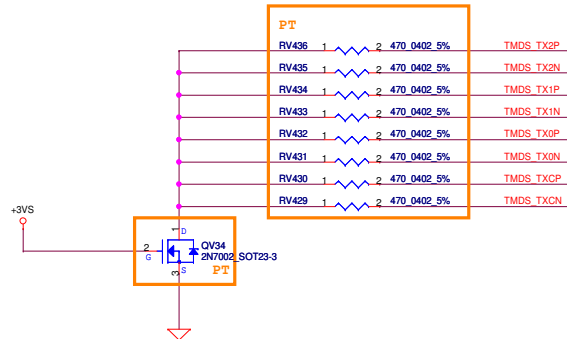 PT
RV436 1 2 470_0402_5% TMDS_TX2P
RV435 1 2 470_0402_5% TMDS_TX2N
RV434 1 2 470_0402_5% TMDS_TX1P
RV433 1 2 470_0402_5% TMDS_TX1N
RV432 1 2 470_0402_5% TMDS_TX0P
RV431 1 2 470_0402_5% TMDS_TX0N
RV430 1 2 470_0402_5% TMDS_TXCP
RV429 1 2 470_0402_5% TMDS_TXCN
+3VS
1 D
2 G
QV34
2N7002_SOT23-3
3 S
PT